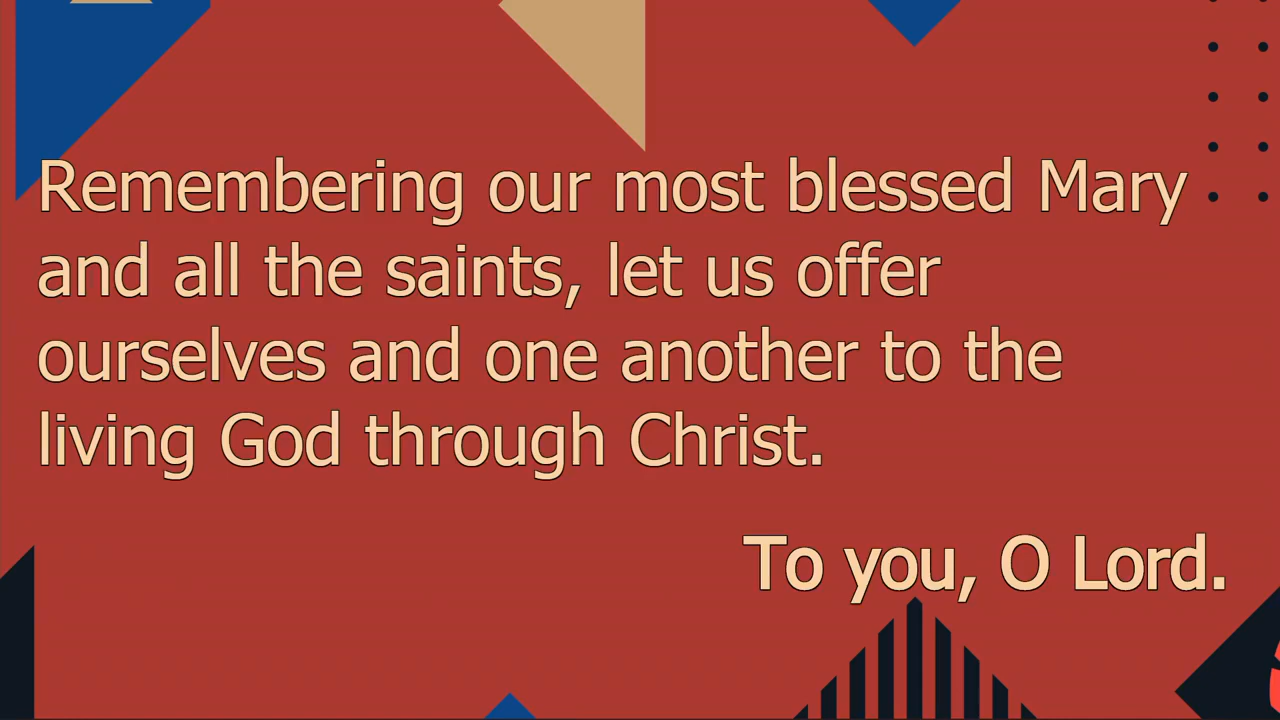 Remembering our most blessed Mary
and all the saints, let us offer
ourselves and one another to the
living God through Christ.
To you, O Lord.